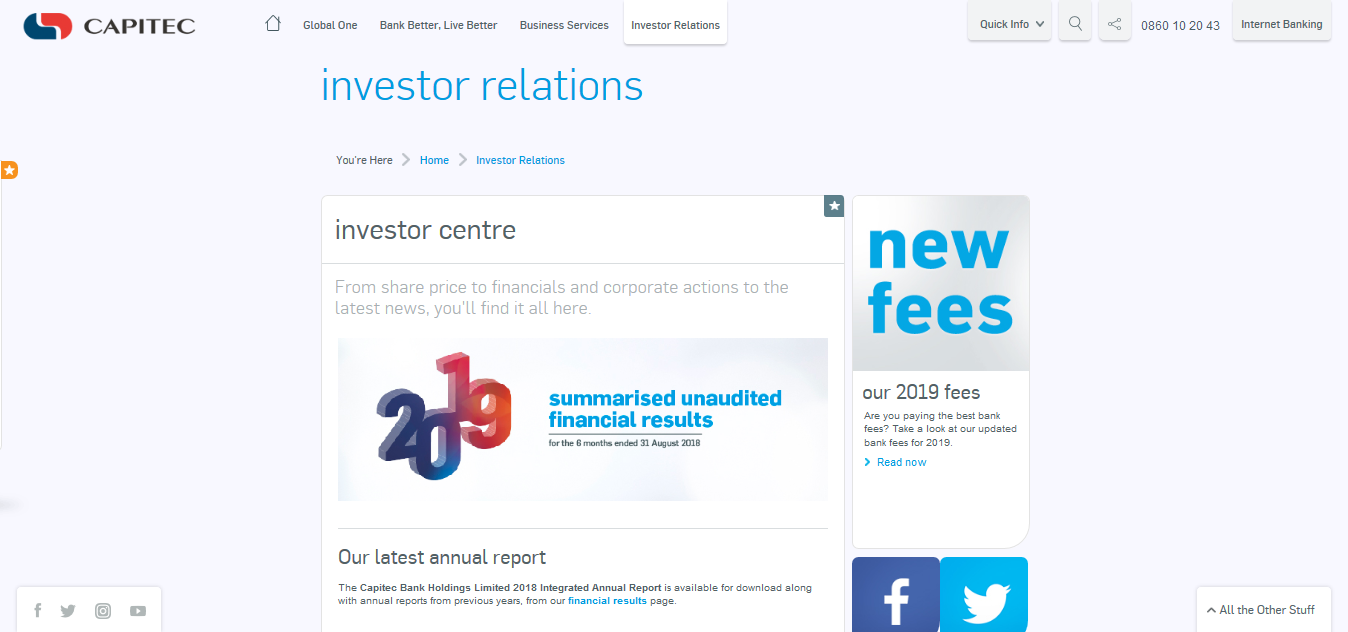 CAPITEC
Global One
Bank Better, Live Better
Business Services
Investor Relations
Quick Info
0860 10 20 43
Internet Banking
investor relations
You're Here
Home
Investor Relations
investor centre
From share price to financials and corporate actions to the
latest news, you'll find it all here.
2019
summarised unaudited
financial results
for the 6 months ended 31 August 2018
Our latest annual report
The Capitec Bank Holdings Limited 2018 Integrated Annual Report is available for download along
with annual reports from previous years, from our financial results page.
new
fees
our 2019 fees
Are you paying the best bank
fees? Take a look at our updated
bank fees for 2019.
Read now
All the Other Stuff